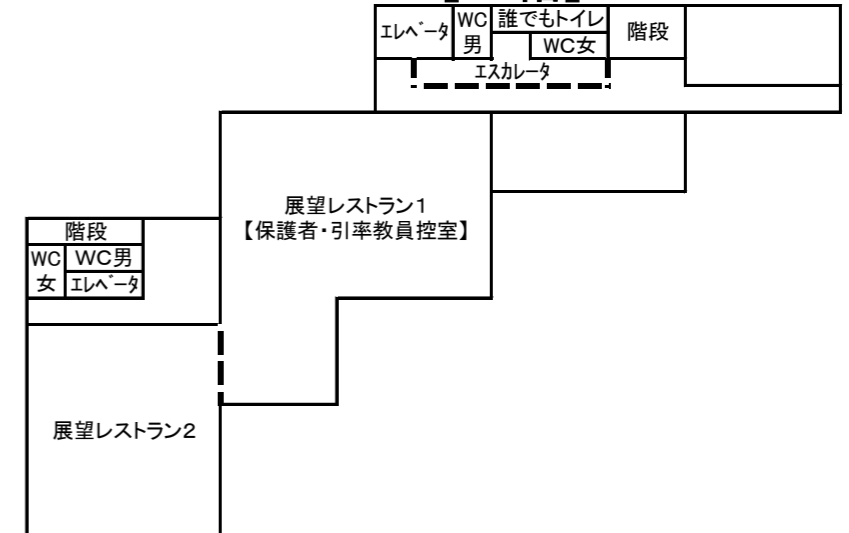 エレベータ
WC
男
誰でもトイレ
WC女
階段
エスカレータ
展望レストラン1
【保護者・引率教員控室】
階段
WC
女
WC男
エレベータ
展望レストラン2